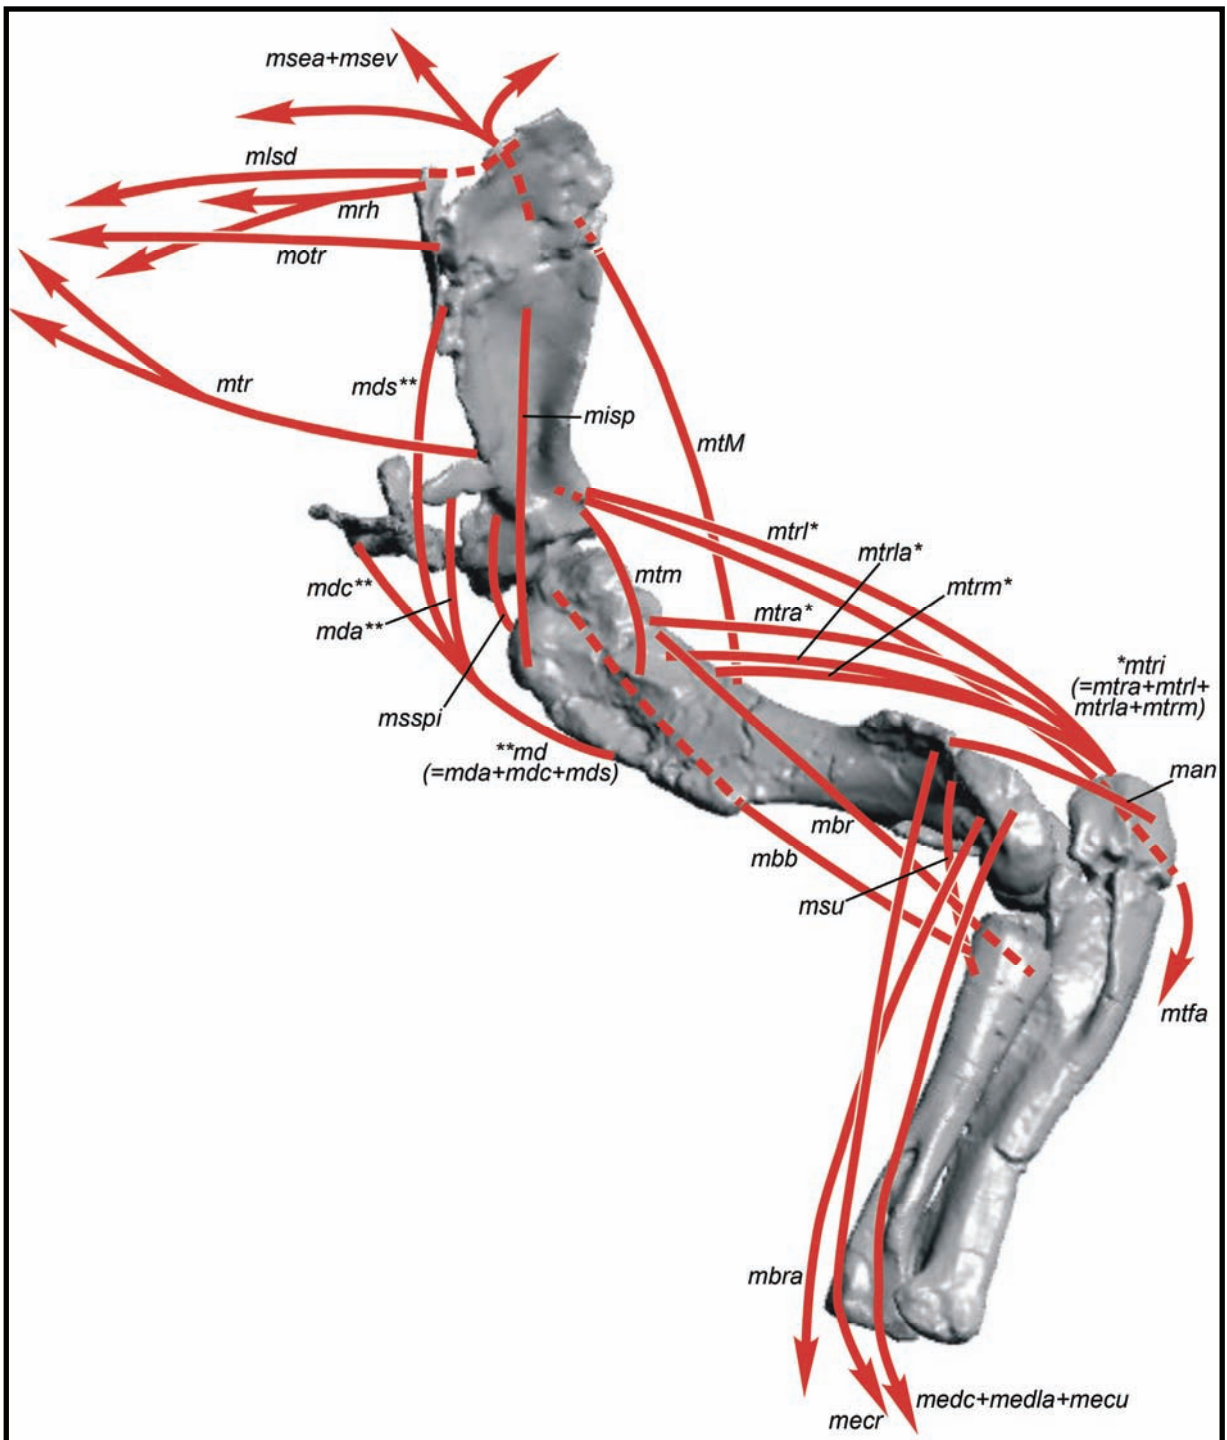 msea+msev
mlsd
mrh
motr
mtr
mds**
misp
mtM
mtrl*
mtrla*
mtrm*
mtm
mtra*
mdc**
mda**
msspi
**md
(=mda+mdc+mds)
*mtri
(=mtra+mtrl+
mtrla+mtrm)
man
mbr
mbb
msu
mtfa
mbra
mecr
medc+medla+mecu